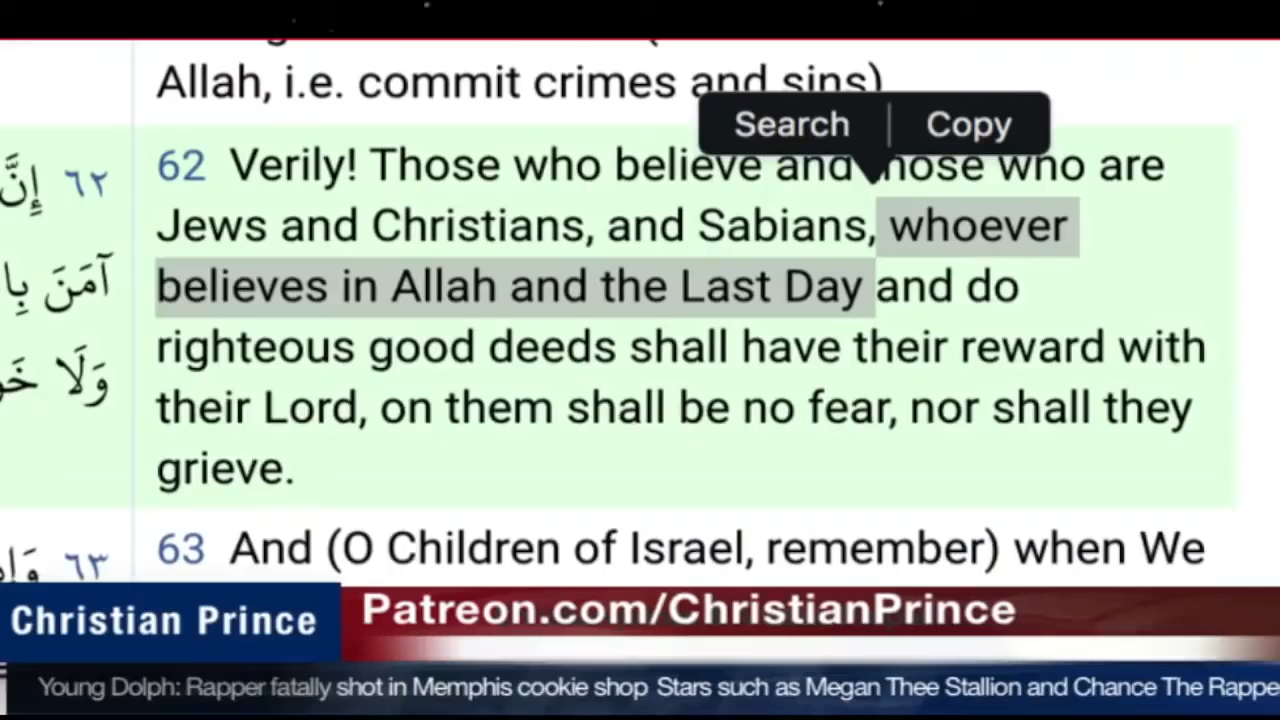 Allah, i.e. commit crimes and sins)
Search Copy
٦٢ إِنَّ
62 Verily! Those who believe and those who are
Jews and Christians, and Sabians, whoever
آمَنَ
believes in Allah and the Last Day and do
righteous good deeds shall have their reward with
وَلَا
their Lord, on them shall be no fear, nor shall they
grieve.
٦٣
63 And (O Children of Israel, remember) when We
Christian Prince
Patreon.com/ChristianPrince
Young Dolph: Rapper fatally shot in Memphis cookie shop Stars such as Megan Thee Stallion and Chance The